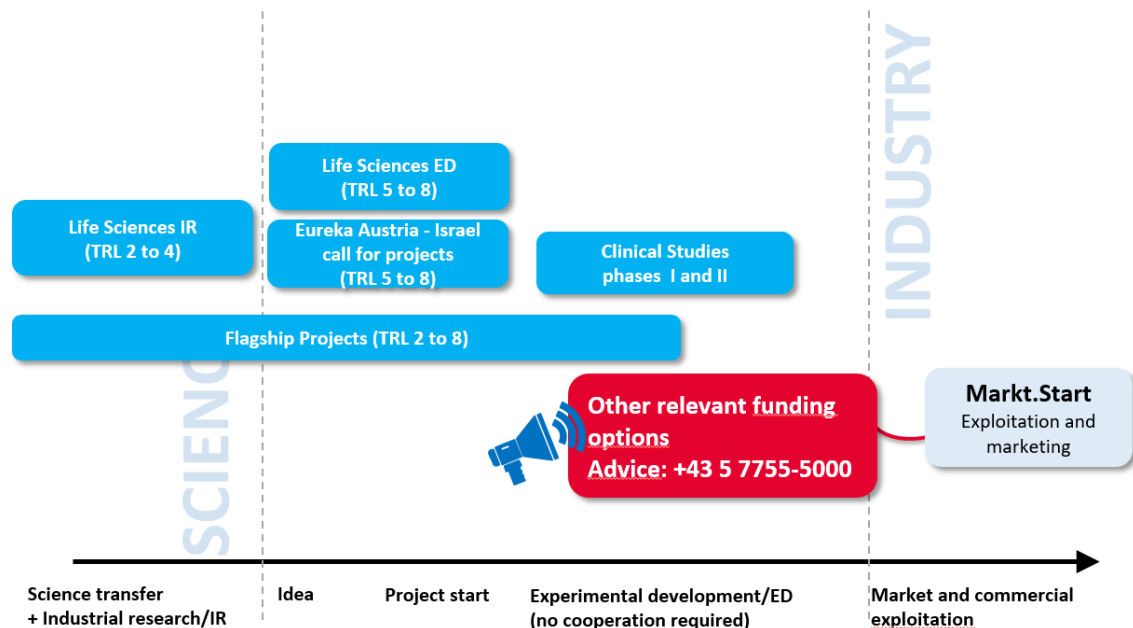 INDUSTRY
Life Sciences ED
(TRL 5 to 8)
Life Sciences IR
(TRL 2 to 4)
Eureka Austria - Israel
call for projects
(TRL 5 to 8)
Clinical Studies
phases I and II
Flagship Projects (TRL 2 to 8)
SCIENC
Other relevant funding
options
Advice: +43 5 7755-5000
Markt.Start
Exploitation and
marketing
Science transfer
+ Industrial research/IR
Idea
Project start
Experimental development/ED
(no cooperation required)
Market and commercial
exploitation